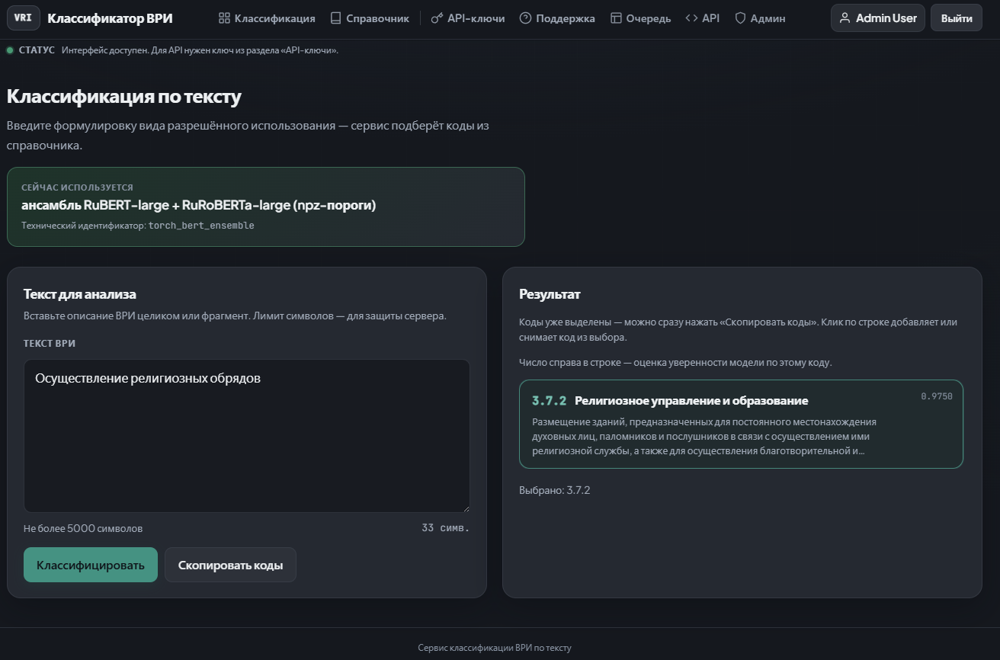 VRI Классификатор ВРИ Классификация Справочник API-ключи Поддержка Очередь API Админ Admin User Выйти
СТАТУС Интерфейс доступен. Для API нужен ключ из раздела «API-ключи».
Классификация по тексту
Введите формулировку вида разрешённого использования — сервис подберёт коды из
справочника.
СЕЙЧАС ИСПОЛЬЗУЕТСЯ
ансамбль RuBERT-large + RuRoBERTa-large (npz-пороги)
Технический идентификатор: torch_bert_ensemble
Текст для анализа
Вставьте описание ВРИ целиком или фрагмент. Лимит символов — для защиты сервера.
ТЕКСТ ВРИ
Осуществление религиозных обрядов
Не более 5000 символов 33 симв.
Классифицировать Скопировать коды
Результат
Коды уже выделены — можно сразу нажать «Скопировать коды». Клик по строке добавляет или
снимает код из выбора.
Число справа в строке — оценка уверенности модели по этому коду.
3.7.2 Религиозное управление и образование 0.9750
Размещение зданий, предназначенных для постоянного местонахождения
духовных лиц, паломников и послушников в связи с осуществлением ими
религиозной службы, а также для осуществления благотворительной и…
Выбрано: 3.7.2
Сервис классификации ВРИ по тексту